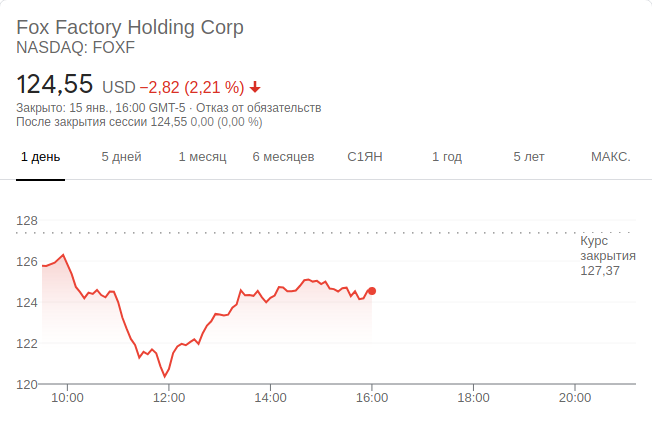 Fox Factory Holding Corp
NASDAQ: FOXF
124,55 USD −2,82 (2,21 %)
Закрыто: 15 янв., 16:00 GMT-5 · Отказ от обязательств
После закрытия сессии 124,55 0,00 (0,00 %)
1 день 5 дней 1 месяц 6 месяцев С1ЯН 1 год 5 лет МАКС.
128
126
124
122
120
Курс
закрытия
127,37
10:00 12:00 14:00 16:00 18:00 20:00